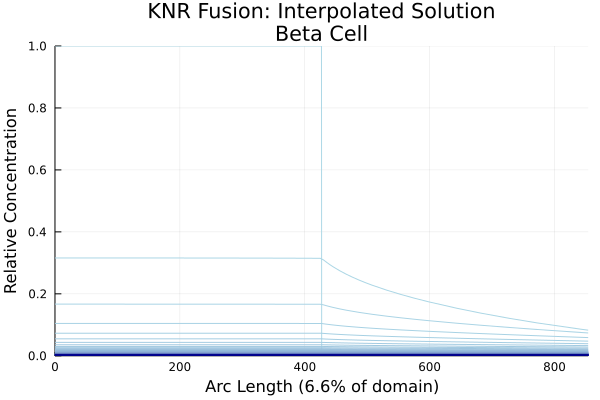 KNR Fusion: Interpolated Solution
Beta Cell
1.0
0.8
0.6
0.4
0.2
0.0
Relative Concentration
0 200 400 600 800
Arc Length (6.6% of domain)